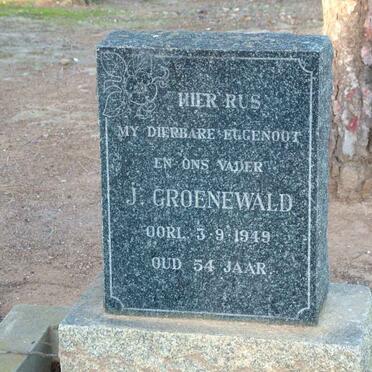 HIER RUS
MY DIERBARE EGGENOOT
EN ONS VADER
J. GROENEWALD
OORL. 3-9-1949
OUD 54 JAAR